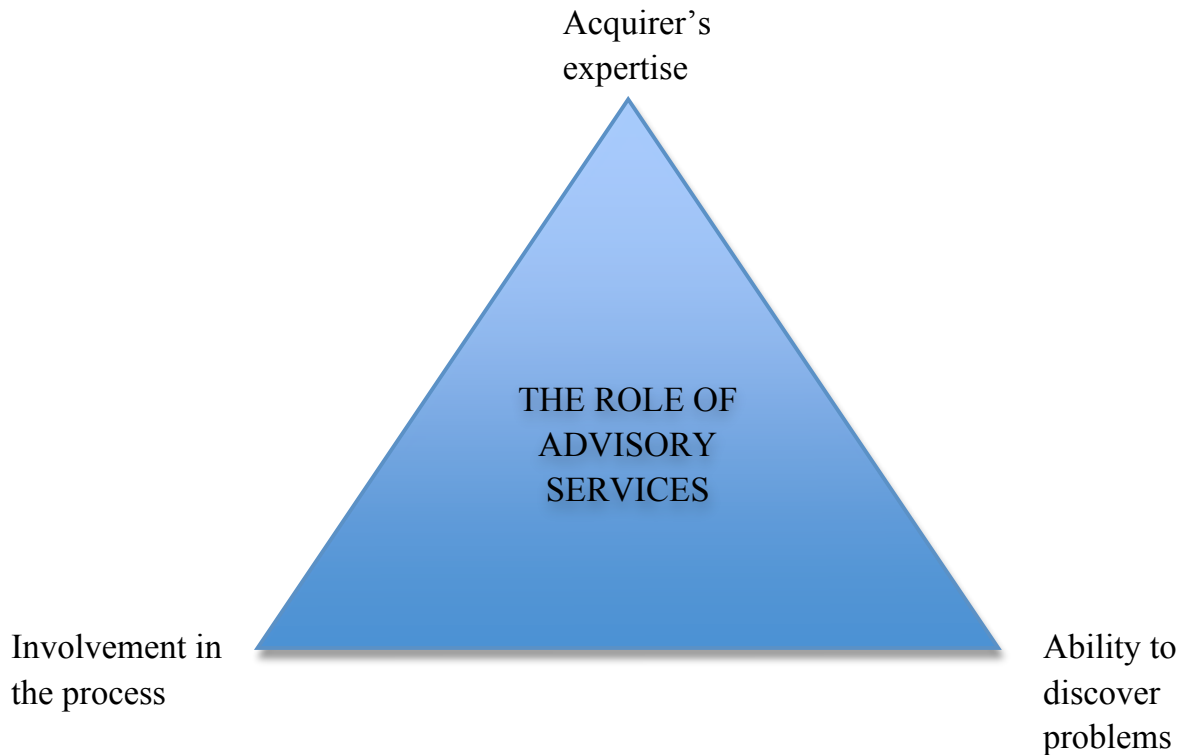 Acquirer’s
expertise
THE ROLE OF
ADVISORY
SERVICES
Involvement in
the process
Ability to
discover
problems